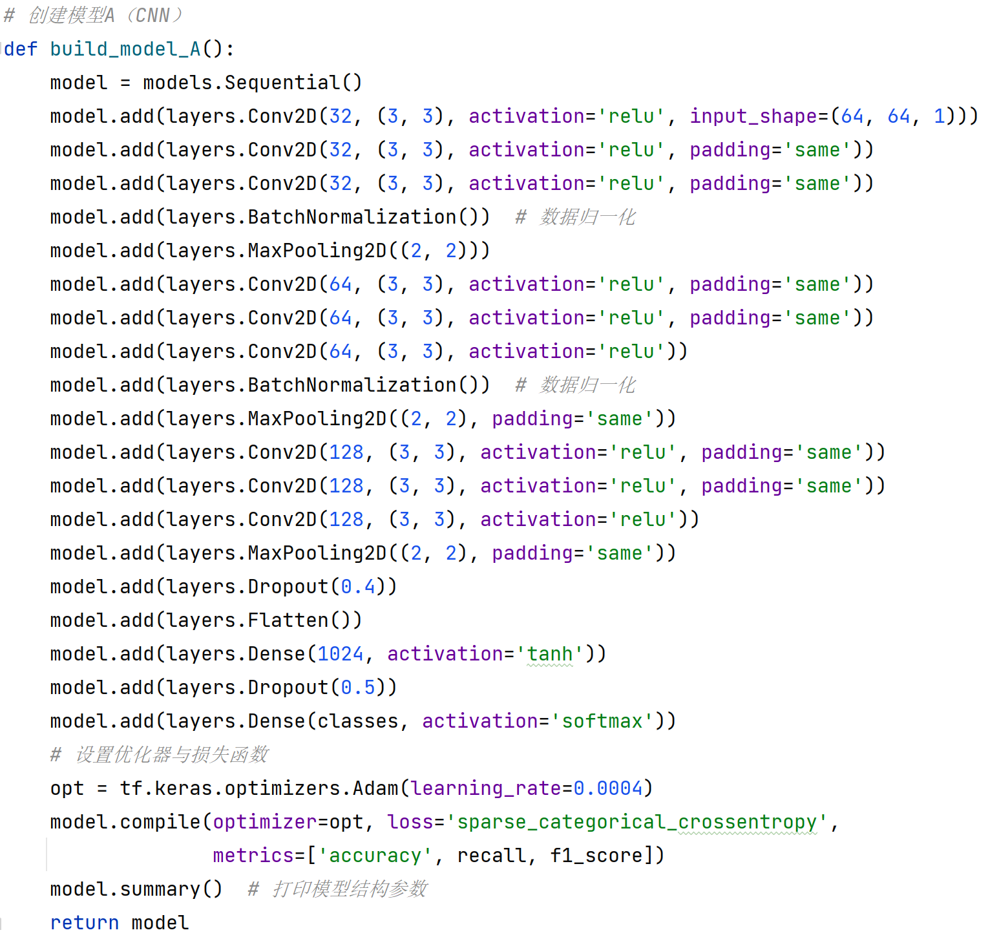 # 创建模型A（CNN）
def build_model_A():
    model = models.Sequential()
    model.add(layers.Conv2D(32, (3, 3), activation='relu', input_shape=(64, 64, 1)))
    model.add(layers.Conv2D(32, (3, 3), activation='relu', padding='same'))
    model.add(layers.Conv2D(32, (3, 3), activation='relu', padding='same'))
    model.add(layers.BatchNormalization())  # 数据归一化
    model.add(layers.MaxPooling2D((2, 2)))
    model.add(layers.Conv2D(64, (3, 3), activation='relu', padding='same'))
    model.add(layers.Conv2D(64, (3, 3), activation='relu', padding='same'))
    model.add(layers.Conv2D(64, (3, 3), activation='relu'))
    model.add(layers.BatchNormalization())  # 数据归一化
    model.add(layers.MaxPooling2D((2, 2), padding='same'))
    model.add(layers.Conv2D(128, (3, 3), activation='relu', padding='same'))
    model.add(layers.Conv2D(128, (3, 3), activation='relu', padding='same'))
    model.add(layers.Conv2D(128, (3, 3), activation='relu'))
    model.add(layers.MaxPooling2D((2, 2), padding='same'))
    model.add(layers.Dropout(0.4))
    model.add(layers.Flatten())
    model.add(layers.Dense(1024, activation='tanh'))
    model.add(layers.Dropout(0.5))
    model.add(layers.Dense(classes, activation='softmax'))
    # 设置优化器与损失函数
    opt = tf.keras.optimizers.Adam(learning_rate=0.0004)
    model.compile(optimizer=opt, loss='sparse_categorical_crossentropy',
                  metrics=['accuracy', recall, f1_score])
    model.summary()  # 打印模型结构参数
    return model